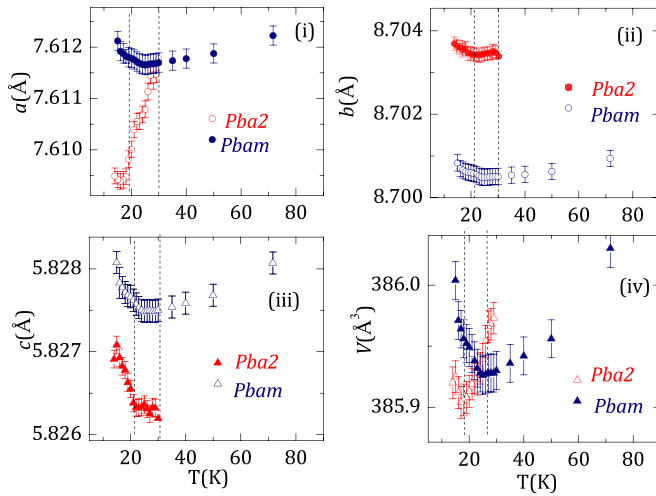 7.612
7.611
7.610
a(Å)
(i)
Pba2
Pbam
20 40 60 80
8.704
8.702
8.700
b(Å)
(ii)
Pba2
Pbam
20 40 60 80
5.828
5.827
5.826
c(Å)
(iii)
Pba2
Pbam
20 40 60 80
T(K)
386.0
385.9
V(Å³)
(iv)
Pba2
Pbam
20 40 60 80
T(K)